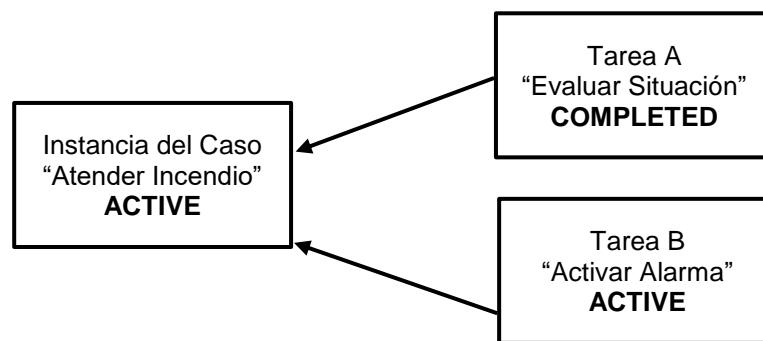 Tarea A
“Evaluar Situación”
COMPLETED
Instancia del Caso
“Atender Incendio”
ACTIVE
Tarea B
“Activar Alarma”
ACTIVE